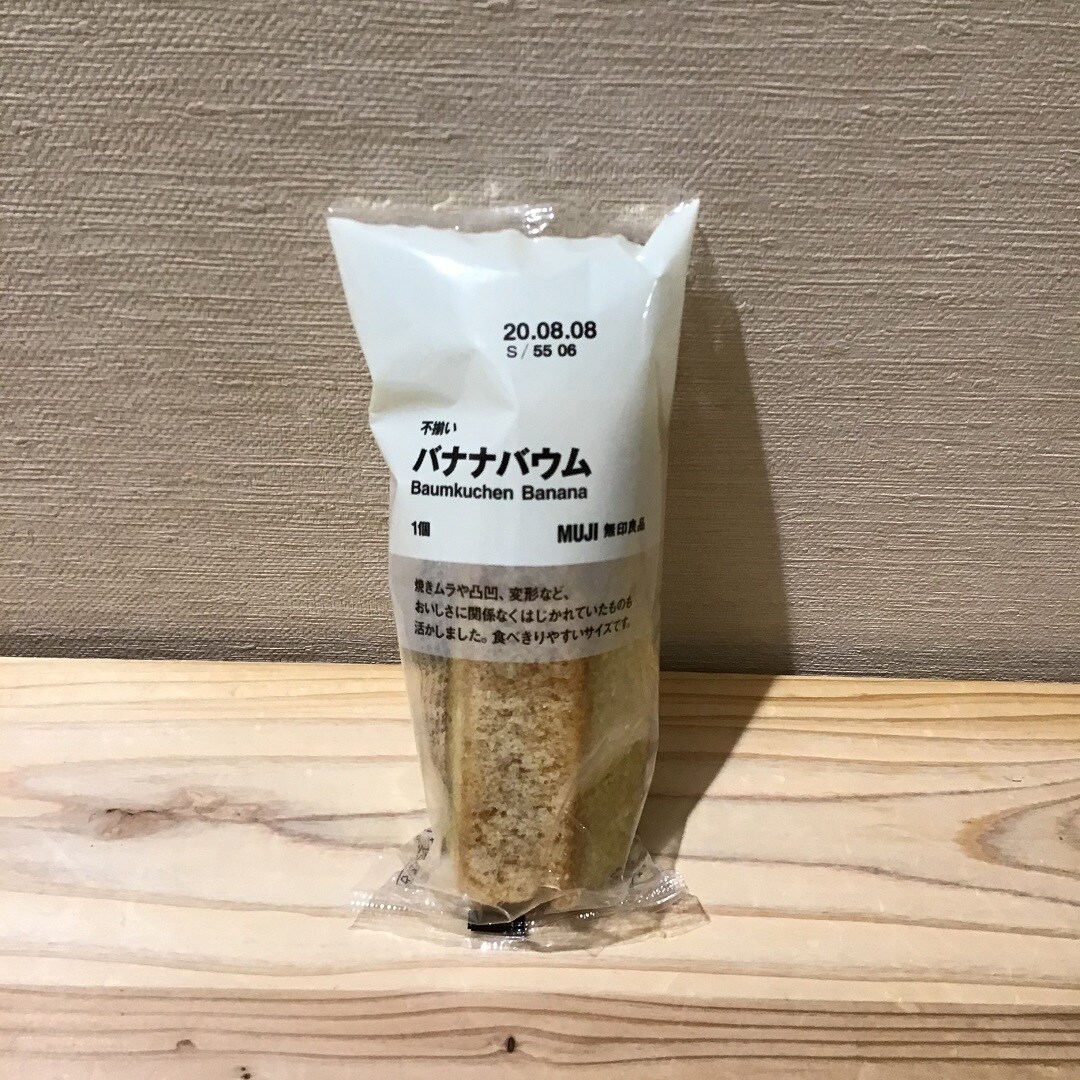 20.08.08
S/55 06
不揃い
バナナバウム
Baumkuchen Banana
1個 MUJI 無印良品
焼きムラや凸凹、変形など、
おいしさに関係なくはじかれていたものも
活かしました。食べきりやすいサイズです。